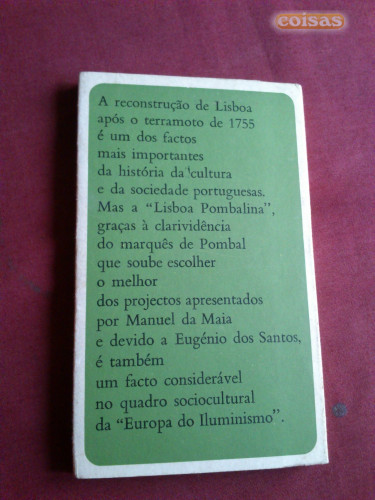 coisas
A reconstrução de Lisboa
após o terramoto de 1755
é um dos factos
mais importantes
da história da cultura
e da sociedade portuguesas.
Mas a “Lisboa Pombalina”,
graças à clarividência
do marquês de Pombal
que soube escolher
o melhor
dos projectos apresentados
por Manuel da Maia
e devido a Eugénio dos Santos,
é também
um facto considerável
no quadro sociocultural
da “Europa do Iluminismo”.